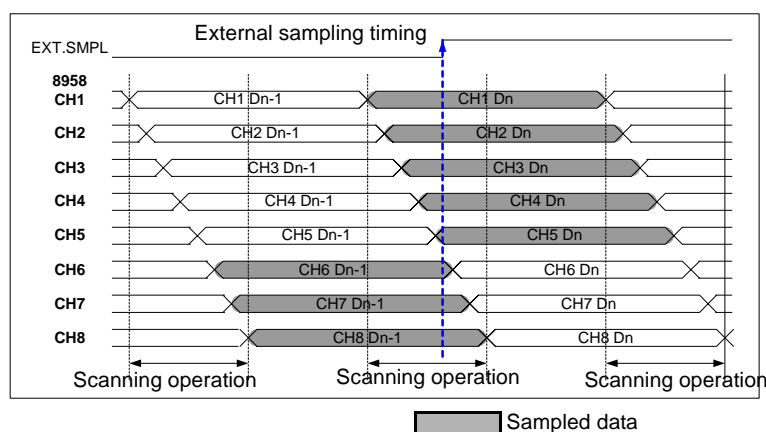 External sampling timing
EXT.SMPL
8958
CH1 CH1 Dn-1 CH1 Dn
CH2 CH2 Dn-1 CH2 Dn
CH3 CH3 Dn-1 CH3 Dn
CH4 CH4 Dn-1 CH4 Dn
CH5 CH5 Dn-1 CH5 Dn
CH6 CH6 Dn-1 CH6 Dn
CH7 CH7 Dn-1 CH7 Dn
CH8 CH8 Dn-1 CH8 Dn
Scanning operation Scanning operation Scanning operation
Sampled data